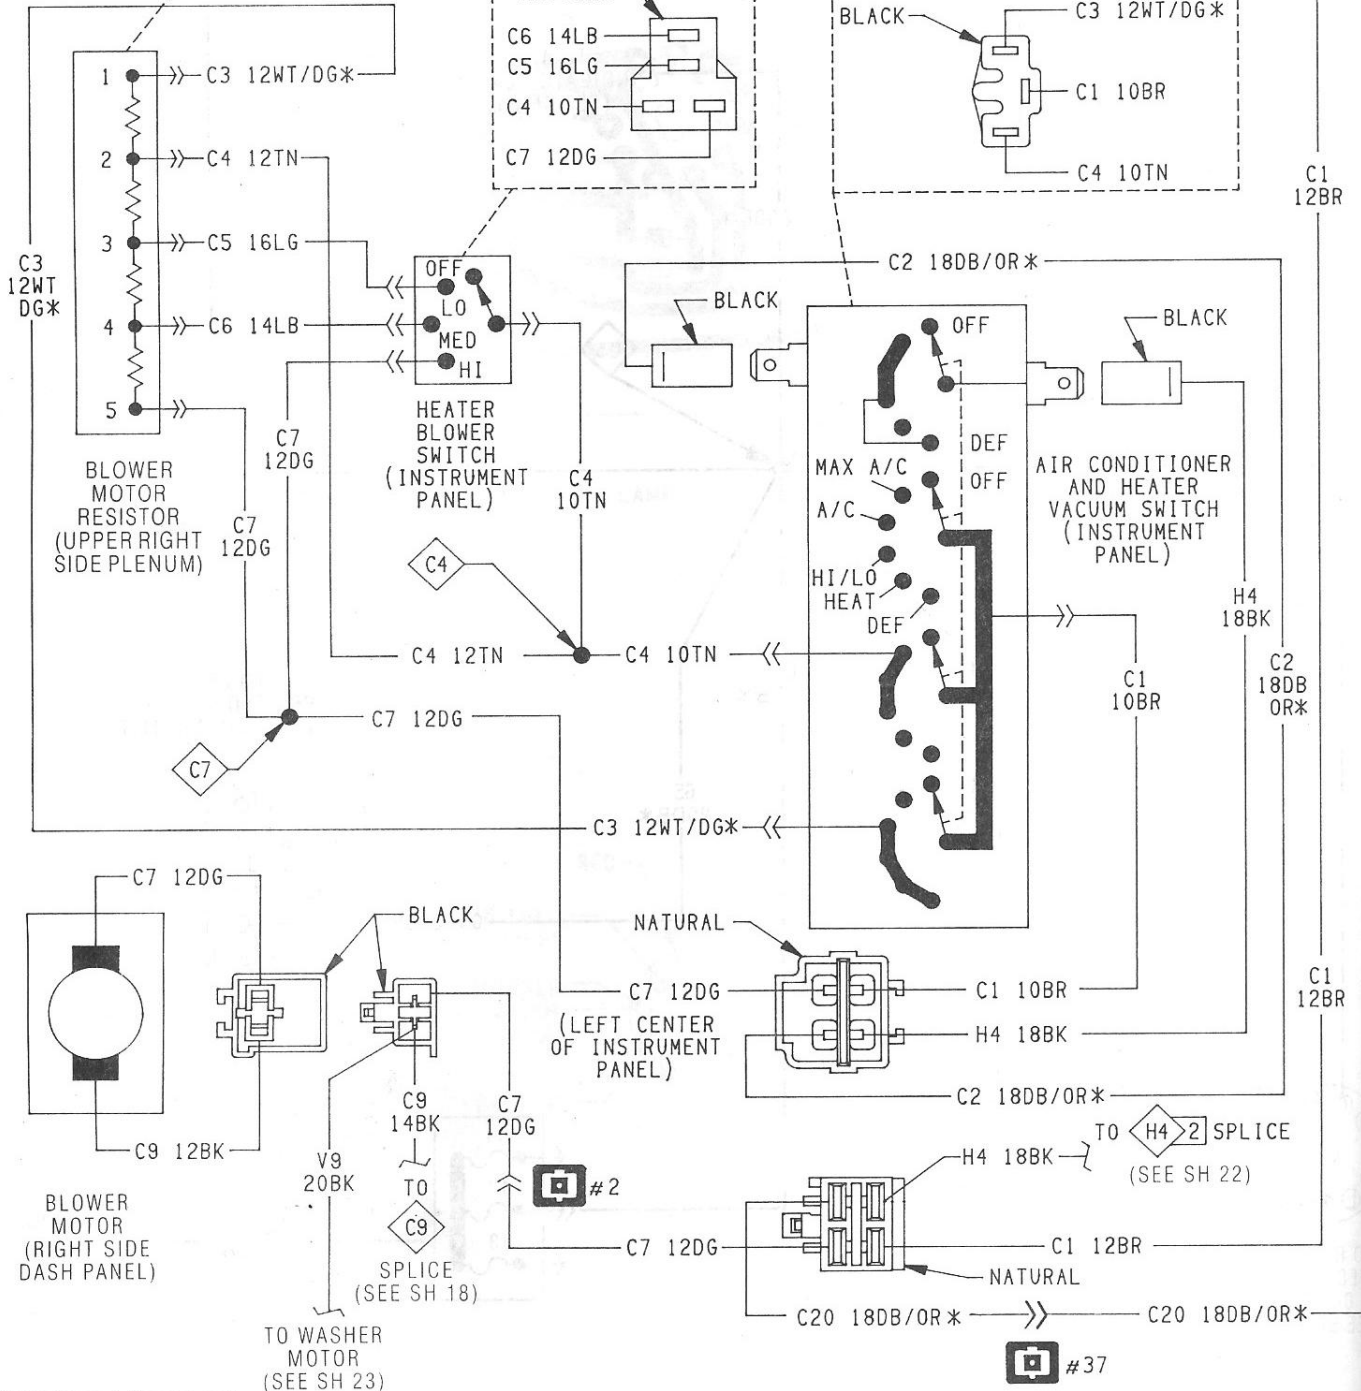 BLACK
C3 12WT/DG*
C6 14LB
C5 16LG
C4 10TN
C7 12DG
C1 10BR
C4 10TN
1
C3 12WT/DG*
2
C4 12TN
3
C5 16LG
4
C6 14LB
5
C3
12WT
DG*
C1
12BR
OFF
LO
MED
HI
HEATER
BLOWER
SWITCH
(INSTRUMENT
PANEL)
BLOWER
MOTOR
RESISTOR
(UPPER RIGHT
SIDE PLENUM)
C7
12DG
C7
12DG
C4
10TN
C4
C2 18DB/OR*
BLACK
BLACK
OFF
DEF
OFF
MAX A/C
A/C
HI/LO
HEAT
DEF
AIR CONDITIONER
AND HEATER
VACUUM SWITCH
(INSTRUMENT
PANEL)
H4
18BK
C2
18DB
OR*
C1
10BR
C4 12TN
C4 10TN
C7 12DG
C7
C3 12WT/DG*
C7 12DG
BLACK
NATURAL
C7 12DG
(LEFT CENTER
OF INSTRUMENT
PANEL)
C1 10BR
H4 18BK
C1
12BR
C2 18DB/OR*
C9 12BK
BLOWER
MOTOR
(RIGHT SIDE
DASH PANEL)
V9
20BK
C9
14BK
TO
C9
SPLICE
(SEE SH 18)
C7
12DG
#2
TO WASHER
MOTOR
(SEE SH 23)
TO H4 2 SPLICE
(SEE SH 22)
H4 18BK
C7 12DG
C1 12BR
NATURAL
C20 18DB/OR*
C20 18DB/OR*
#37